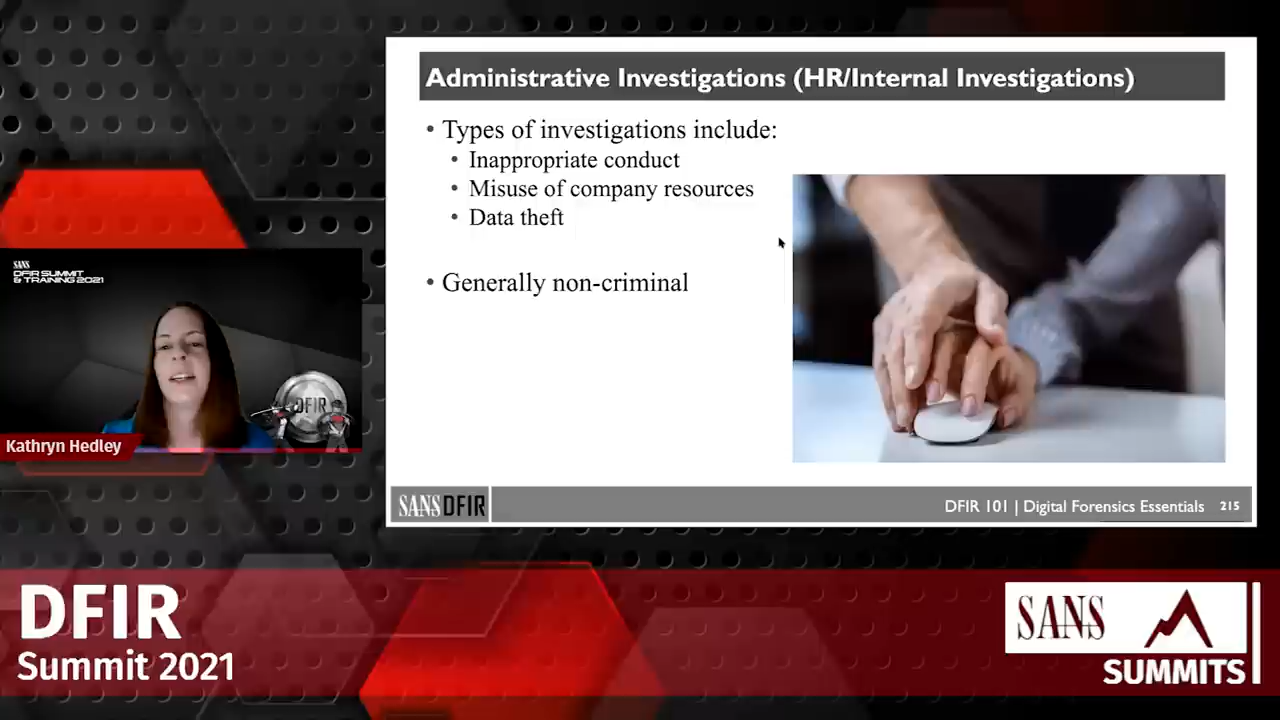 Administrative Investigations (HR/Internal Investigations)
• Types of investigations include:
• Inappropriate conduct
• Misuse of company resources
• Data theft
• Generally non-criminal
SANS
DFIR SUMMIT
& TRAINING 2021
DFIR
Kathryn Hedley
SANS DFIR
DFIR 101 | Digital Forensics Essentials 215
DFIR
Summit 2021
SANS
SUMMITS